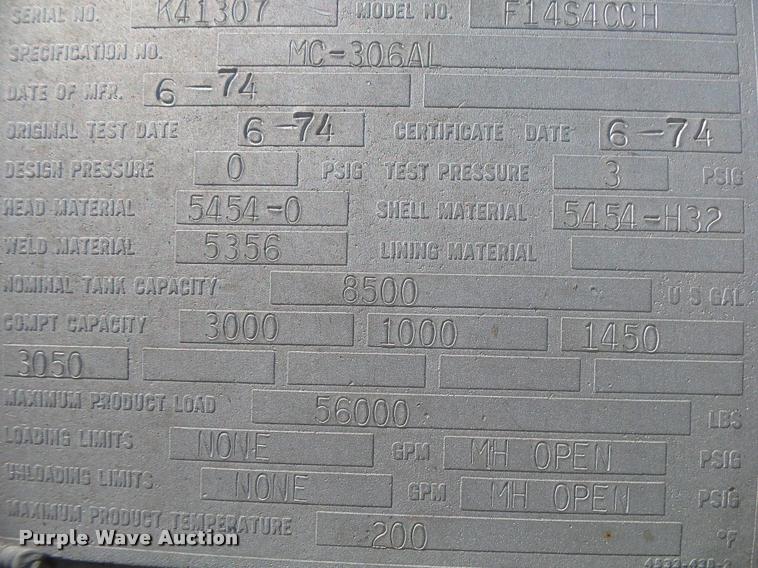 SERIAL NO. K41307 MODEL NO. F14S4CCH
SPECIFICATION NO. MC-306AL
DATE OF MFR. 6-74
ORIGINAL TEST DATE 6-74 CERTIFICATE DATE 6-74
DESIGN PRESSURE 0 PSIG TEST PRESSURE 3 PSIG
HEAD MATERIAL 5454-O SHELL MATERIAL 5454-H32
WELD MATERIAL 5356 LINING MATERIAL
NOMINAL TANK CAPACITY 8500 U S GAL
COMPT CAPACITY 3000 1000 1450
3050
MAXIMUM PRODUCT LOAD 56000 LBS
LOADING LIMITS NONE GPM MH OPEN PSIG
UNLOADING LIMITS NONE GPM MH OPEN PSIG
MAXIMUM PRODUCT TEMPERATURE 200 °F
Purple Wave Auction